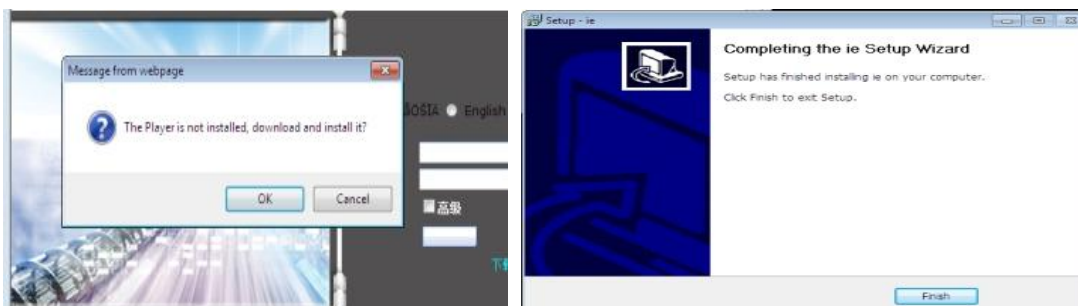 Message from webpage
The Player is not installed, download and install it?
OK
Cancel
English
高级
Setup - ie
Completing the ie Setup Wizard
Setup has finished installing ie on your computer.
Click Finish to exit Setup.
Finish